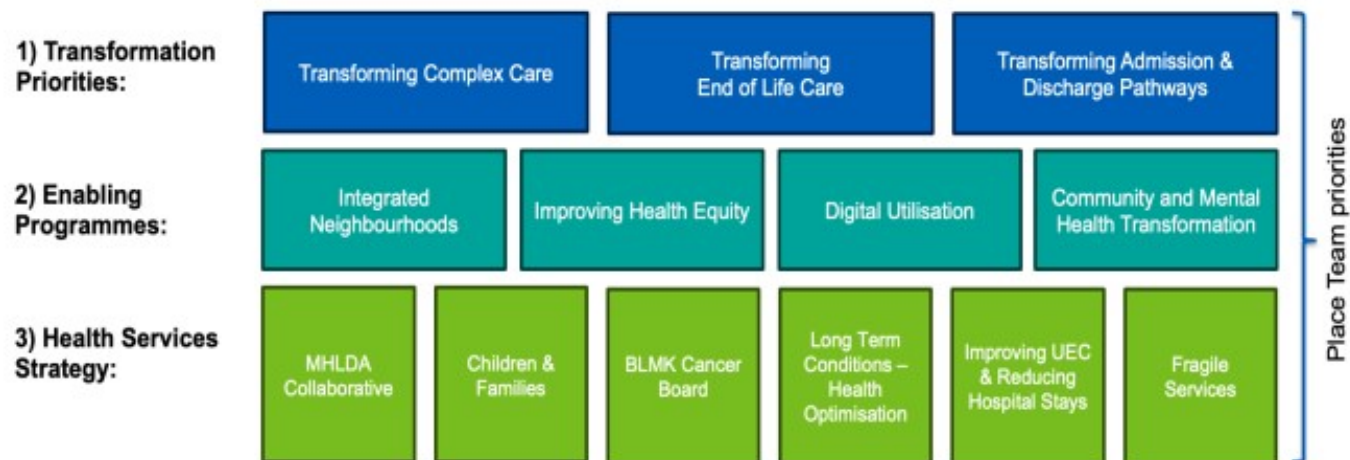 1) Transformation
Priorities:
Transforming Complex Care
Transforming
End of Life Care
Transforming Admission &
Discharge Pathways
2) Enabling
Programmes:
Integrated
Neighbourhoods
Improving Health Equity
Digital Utilisation
Community and Mental
Health Transformation
3) Health Services
Strategy:
MHLDA
Collaborative
Children &
Families
BLMK Cancer
Board
Long Term
Conditions –
Health
Optimisation
Improving UEC
& Reducing
Hospital Stays
Fragile
Services
Place Team priorities